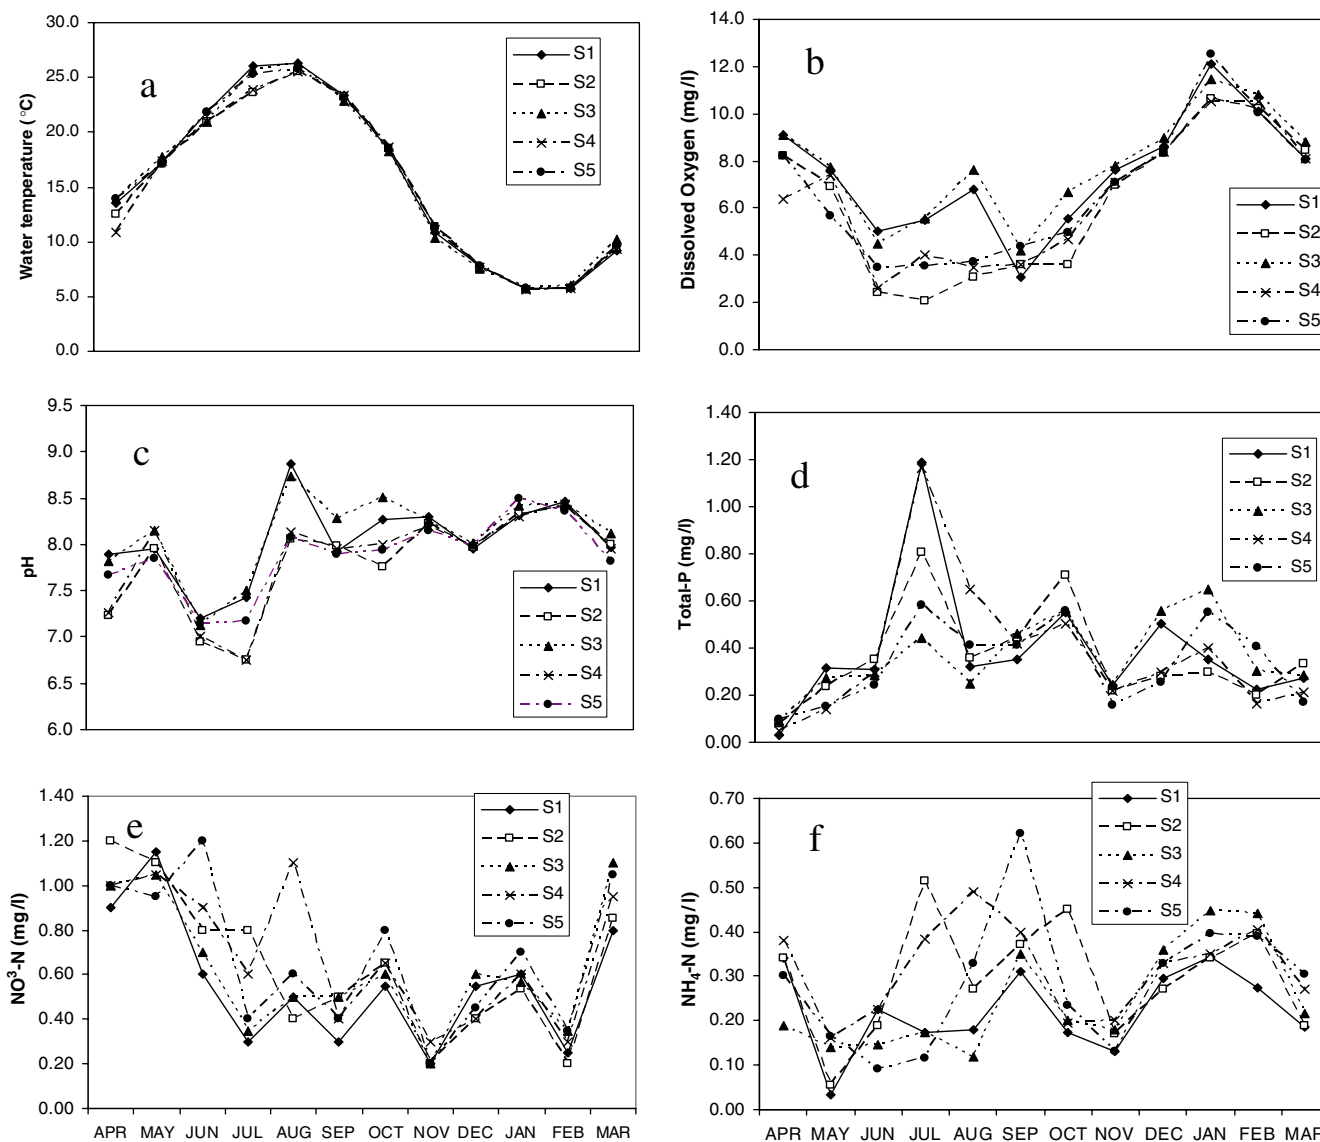 a
Water temperature (°C)
30.0
25.0
20.0
15.0
10.0
5.0
0.0
S1
S2
S3
S4
S5
b
Dissolved Oxygen (mg/l)
14.0
12.0
10.0
8.0
6.0
4.0
2.0
0.0
S1
S2
S3
S4
S5
c
pH
9.5
9.0
8.5
8.0
7.5
7.0
6.5
6.0
S1
S2
S3
S4
S5
d
Total-P (mg/l)
1.40
1.20
1.00
0.80
0.60
0.40
0.20
0.00
S1
S2
S3
S4
S5
e
NO³-N (mg/l)
1.40
1.20
1.00
0.80
0.60
0.40
0.20
0.00
S1
S2
S3
S4
S5
APR MAY JUN JUL AUG SEP OCT NOV DEC JAN FEB MAR
f
NH₄-N (mg/l)
0.70
0.60
0.50
0.40
0.30
0.20
0.10
0.00
S1
S2
S3
S4
S5
APR MAY JUN JUL AUG SEP OCT NOV DEC JAN FEB MAR